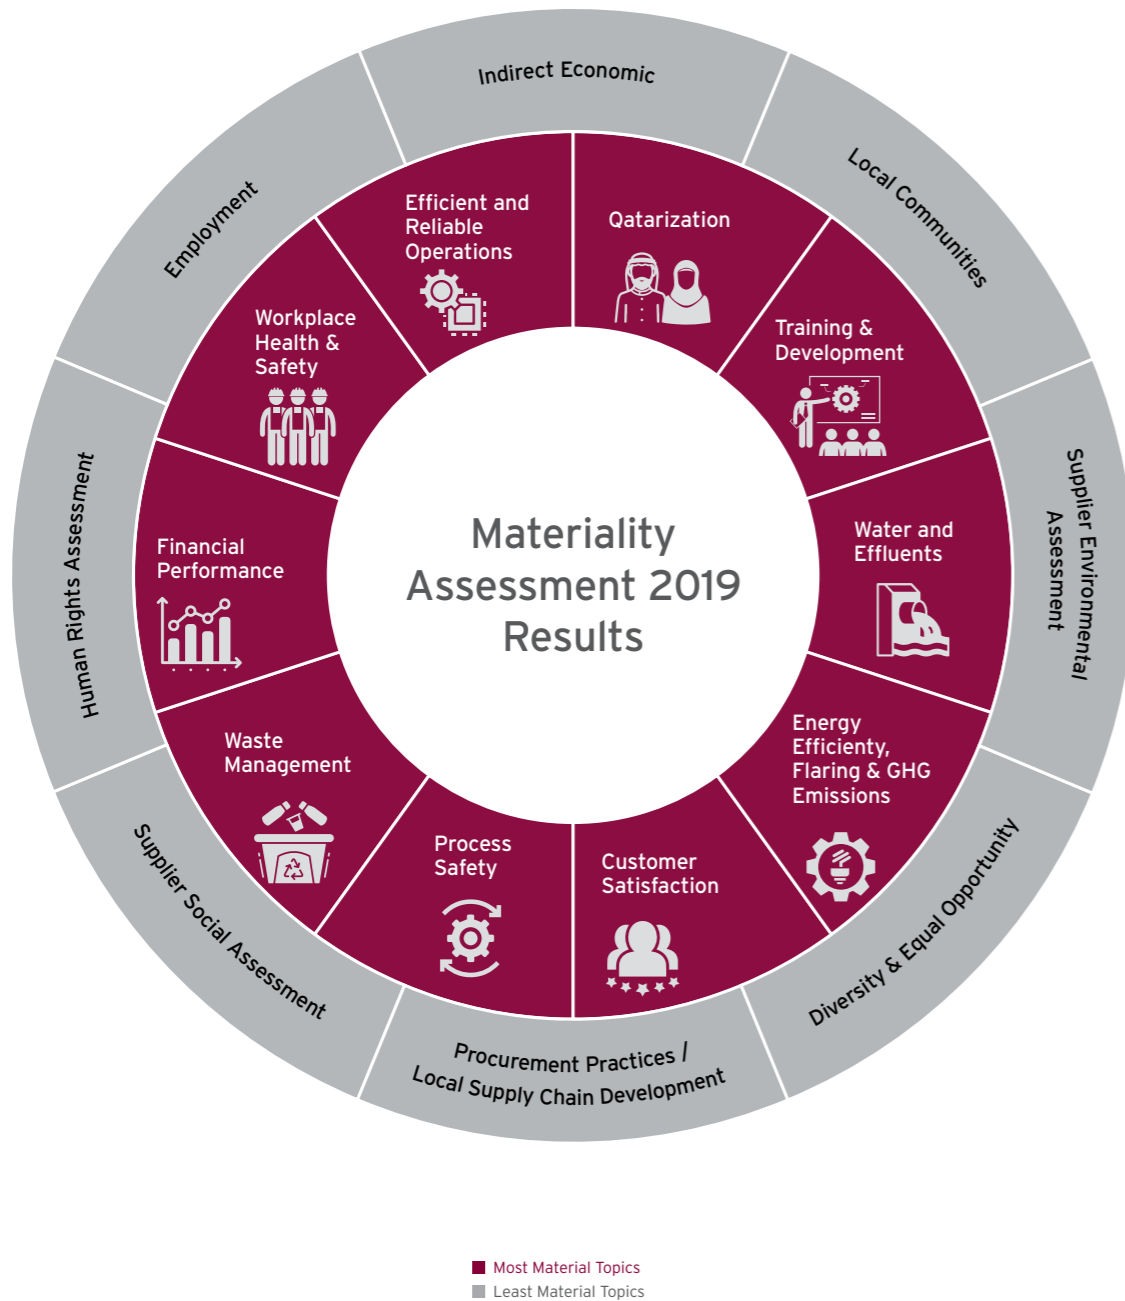 Indirect Economic
Local Communities
Supplier Environmental
Assessment
Diversity & Equal Opportunity
Procurement Practices /
Local Supply Chain Development
Supplier Social Assessment
Human Rights Assessment
Employment
Efficient and
Reliable
Operations
Qatarization
Training &
Development
Water and
Effluents
Energy
Efficienty,
Flaring & GHG
Emissions
Customer
Satisfaction
Process
Safety
Waste
Management
Financial
Performance
Workplace
Health &
Safety
Materiality
Assessment 2019
Results
Most Material Topics
Least Material Topics